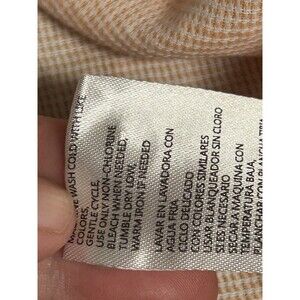 WASH COLD WITH LIKE
COLORS,
GENTLE CYCLE,
USE ONLY NON-CHLORINE
BLEACH WHEN NEEDED,
TUMBLE DRY LOW,
WARM IRON IF NEEDED
LAVAR EN LAVADORA CON
AGUA FRIA
CICLO DELICADO
CON COLORES SIMILARES
USAR BLANQUEADOR SIN CLORO
SI ES NECESARIO
SECAR A MAQUINA CON
TEMPERATURA BAJA,
PLANCHAR CON PLANCHA TIBIA